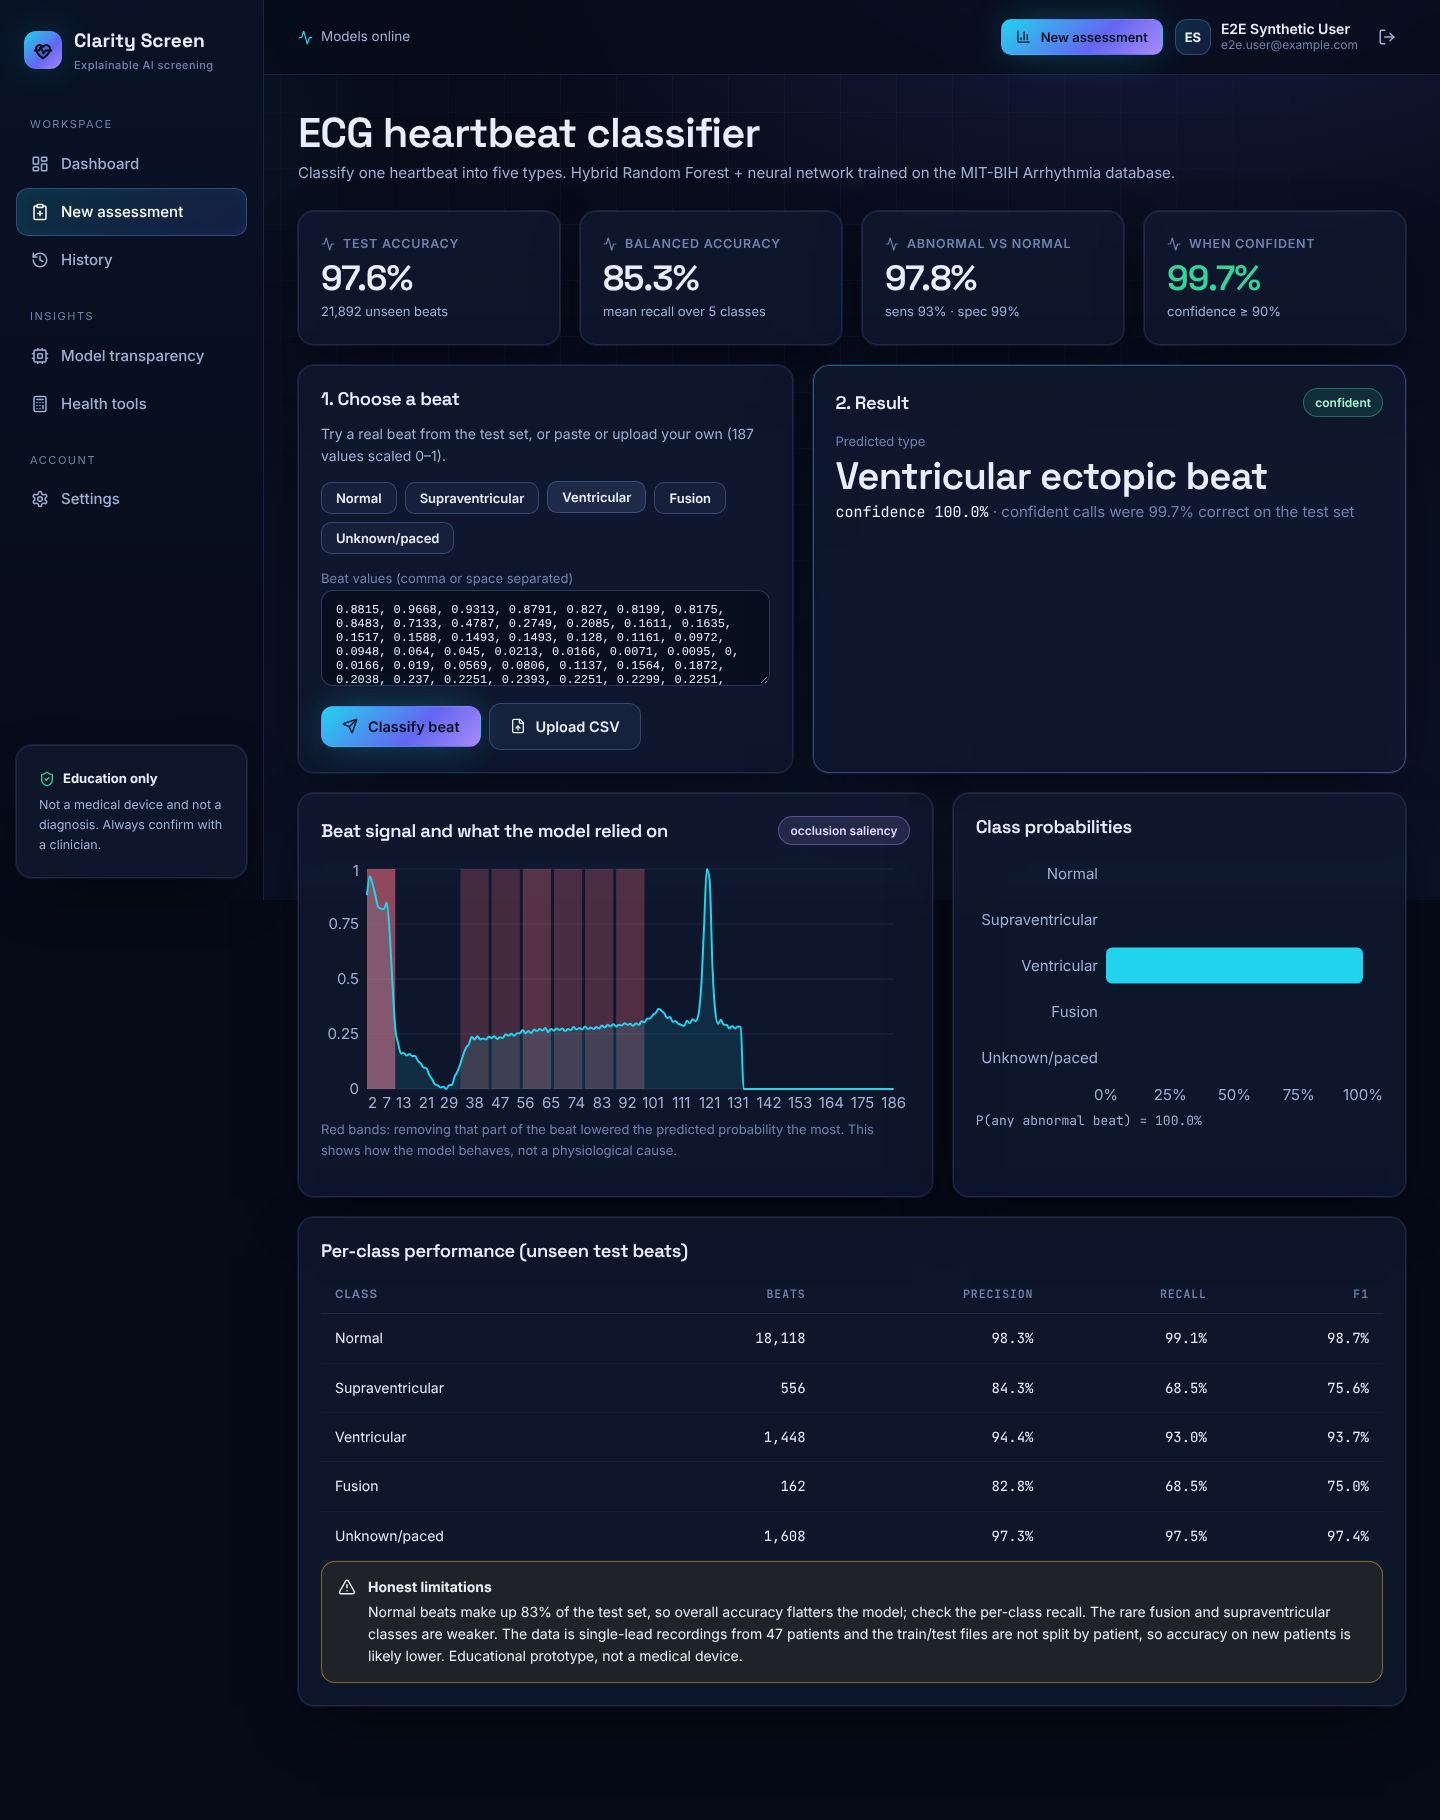 Clarity Screen
Explainable AI screening
WORKSPACE
Dashboard
New assessment
History
INSIGHTS
Model transparency
Health tools
ACCOUNT
Settings
Education only
Not a medical device and not a
diagnosis. Always confirm with
a clinician.
Models online
New assessment
ES
E2E Synthetic User
e2e.user@example.com
ECG heartbeat classifier
Classify one heartbeat into five types. Hybrid Random Forest + neural network trained on the MIT-BIH Arrhythmia database.
TEST ACCURACY
97.6%
21,892 unseen beats
BALANCED ACCURACY
85.3%
mean recall over 5 classes
ABNORMAL VS NORMAL
97.8%
sens 93% · spec 99%
WHEN CONFIDENT
99.7%
confidence ≥ 90%
1. Choose a beat
Try a real beat from the test set, or paste or upload your own (187
values scaled 0–1).
Normal
Supraventricular
Ventricular
Fusion
Unknown/paced
Beat values (comma or space separated)
0.8815, 0.9668, 0.9313, 0.8791, 0.827, 0.8199, 0.8175,
0.8483, 0.7133, 0.4787, 0.2749, 0.2085, 0.1611, 0.1635,
0.1517, 0.1588, 0.1493, 0.1493, 0.128, 0.1161, 0.0972,
0.0948, 0.064, 0.045, 0.0213, 0.0166, 0.0071, 0.0095, 0,
0.0166, 0.019, 0.0569, 0.0806, 0.1137, 0.1564, 0.1872,
0.2038, 0.237, 0.2251, 0.2393, 0.2251, 0.2299, 0.2251,
Classify beat
Upload CSV
2. Result
confident
Predicted type
Ventricular ectopic beat
confidence 100.0% · confident calls were 99.7% correct on the test set
Beat signal and what the model relied on
occlusion saliency
1
0.75
0.5
0.25
0
2 7 13 21 29 38 47 56 65 74 83 92 101 111 121 131 142 153 164 175 186
Red bands: removing that part of the beat lowered the predicted probability the most. This
shows how the model behaves, not a physiological cause.
Class probabilities
Normal
Supraventricular
Ventricular
Fusion
Unknown/paced
0% 25% 50% 75% 100%
P(any abnormal beat) = 100.0%
Per-class performance (unseen test beats)
CLASS BEATS PRECISION RECALL F1
Normal 18,118 98.3% 99.1% 98.7%
Supraventricular 556 84.3% 68.5% 75.6%
Ventricular 1,448 94.4% 93.0% 93.7%
Fusion 162 82.8% 68.5% 75.0%
Unknown/paced 1,608 97.3% 97.5% 97.4%
Honest limitations
Normal beats make up 83% of the test set, so overall accuracy flatters the model; check the per-class recall. The rare fusion and supraventricular
classes are weaker. The data is single-lead recordings from 47 patients and the train/test files are not split by patient, so accuracy on new patients is
likely lower. Educational prototype, not a medical device.